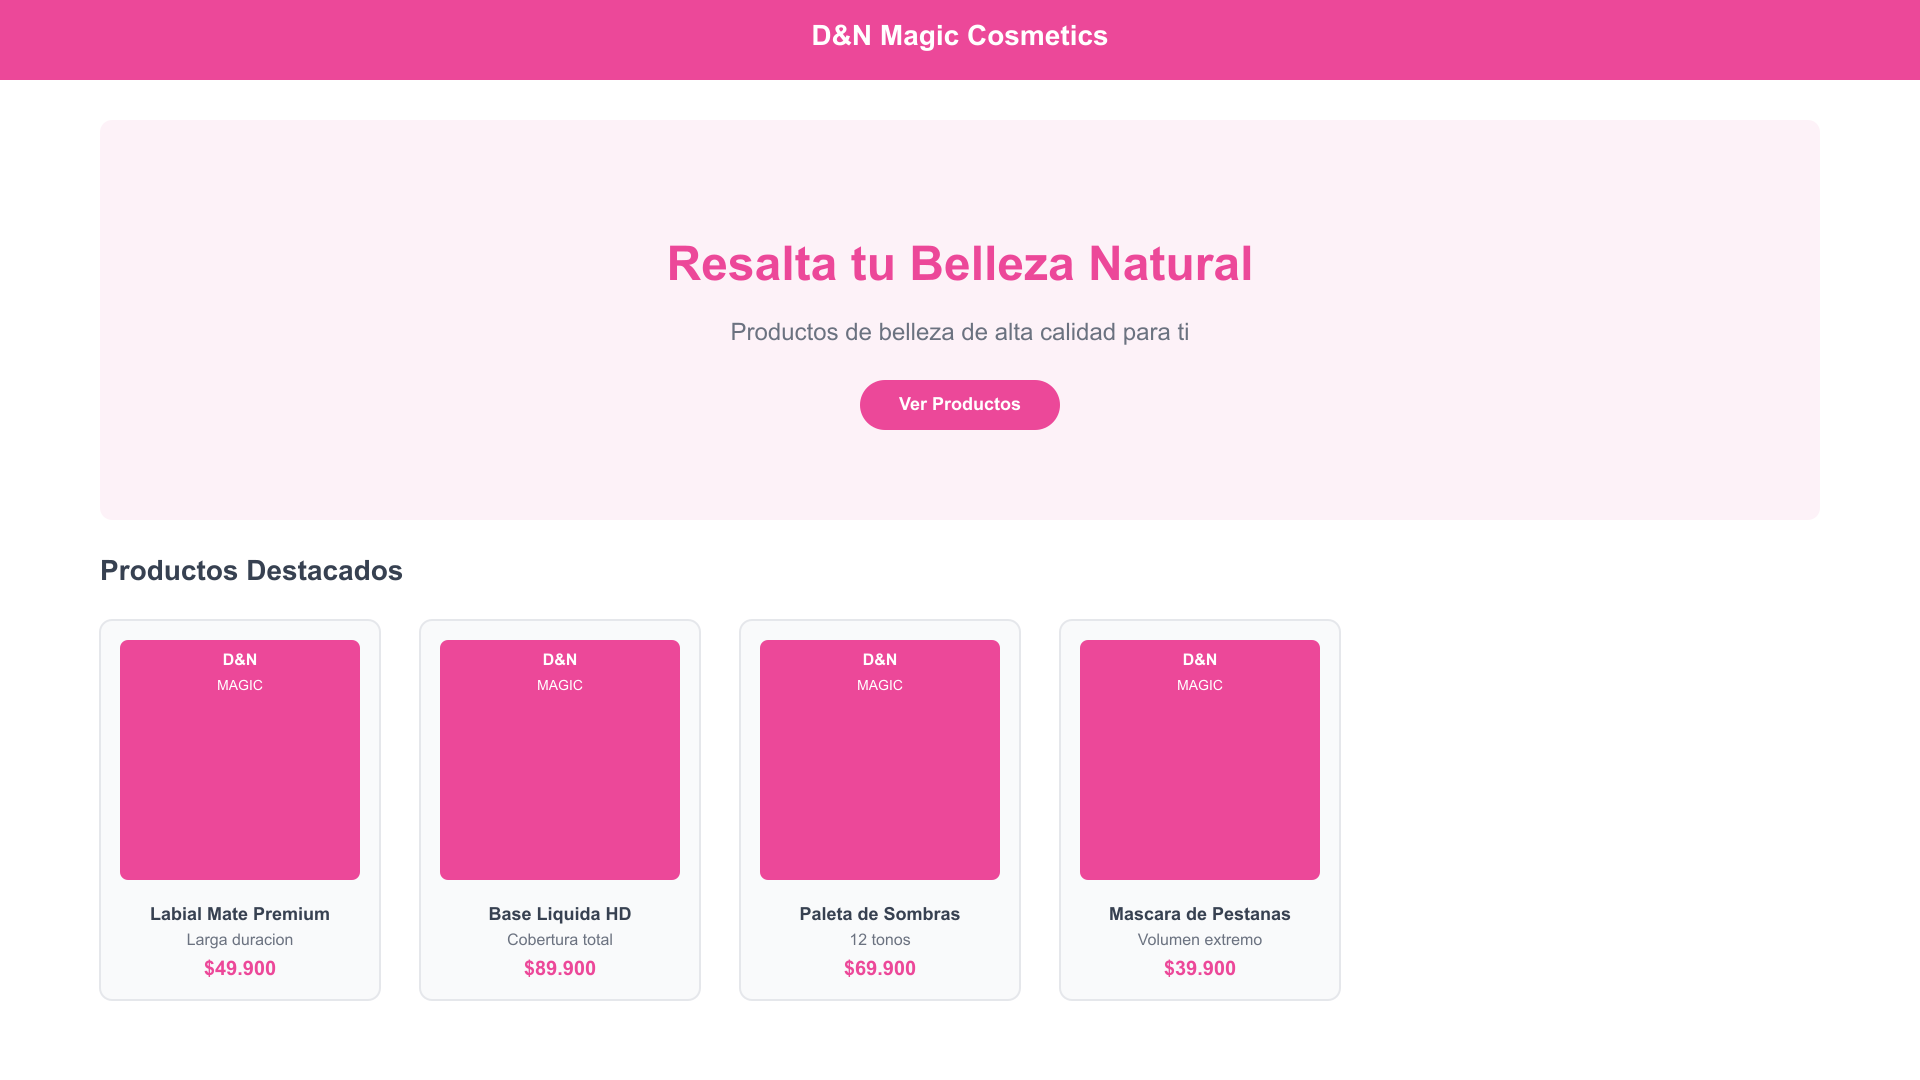 D&N Magic Cosmetics
Resalta tu Belleza Natural
Productos de belleza de alta calidad para ti
Ver Productos
Productos Destacados
D&N
MAGIC
Labial Mate Premium
Larga duracion
$49.900
D&N
MAGIC
Base Liquida HD
Cobertura total
$89.900
D&N
MAGIC
Paleta de Sombras
12 tonos
$69.900
D&N
MAGIC
Mascara de Pestanas
Volumen extremo
$39.900